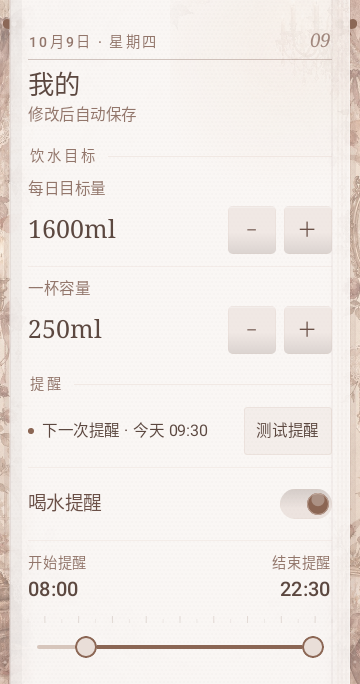 10月9日 · 星期四
09
我的
修改后自动保存
饮水目标
每日目标量
1600ml
－ ＋
一杯容量
250ml
－ ＋
提醒
• 下一次提醒 · 今天 09:30
测试提醒
喝水提醒
开始提醒 结束提醒
08:00 22:30